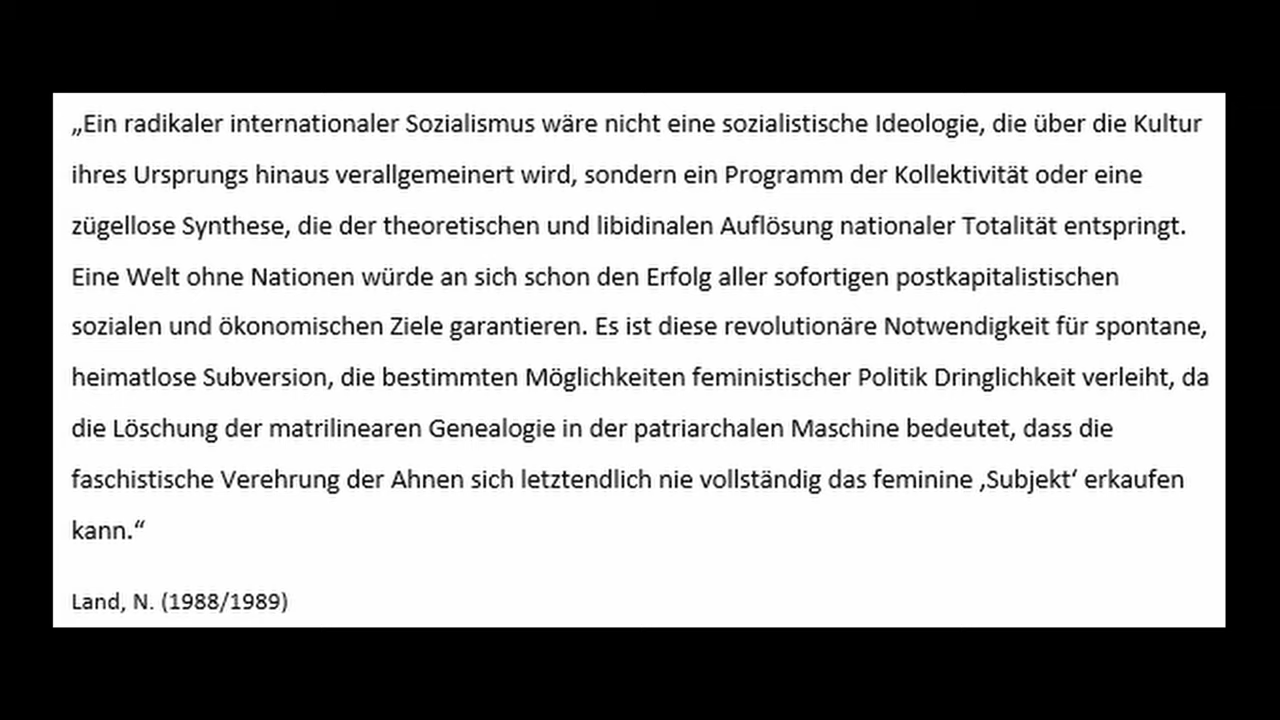 „Ein radikaler internationaler Sozialismus wäre nicht eine sozialistische Ideologie, die über die Kultur
ihres Ursprungs hinaus verallgemeinert wird, sondern ein Programm der Kollektivität oder eine
zügellose Synthese, die der theoretischen und libidinalen Auflösung nationaler Totalität entspringt.
Eine Welt ohne Nationen würde an sich schon den Erfolg aller sofortigen postkapitalistischen
sozialen und ökonomischen Ziele garantieren. Es ist diese revolutionäre Notwendigkeit für spontane,
heimatlose Subversion, die bestimmten Möglichkeiten feministischer Politik Dringlichkeit verleiht, da
die Löschung der matrilinearen Genealogie in der patriarchalen Maschine bedeutet, dass die
faschistische Verehrung der Ahnen sich letztendlich nie vollständig das feminine ‚Subjekt‘ erkaufen
kann.“
Land, N. (1988/1989)